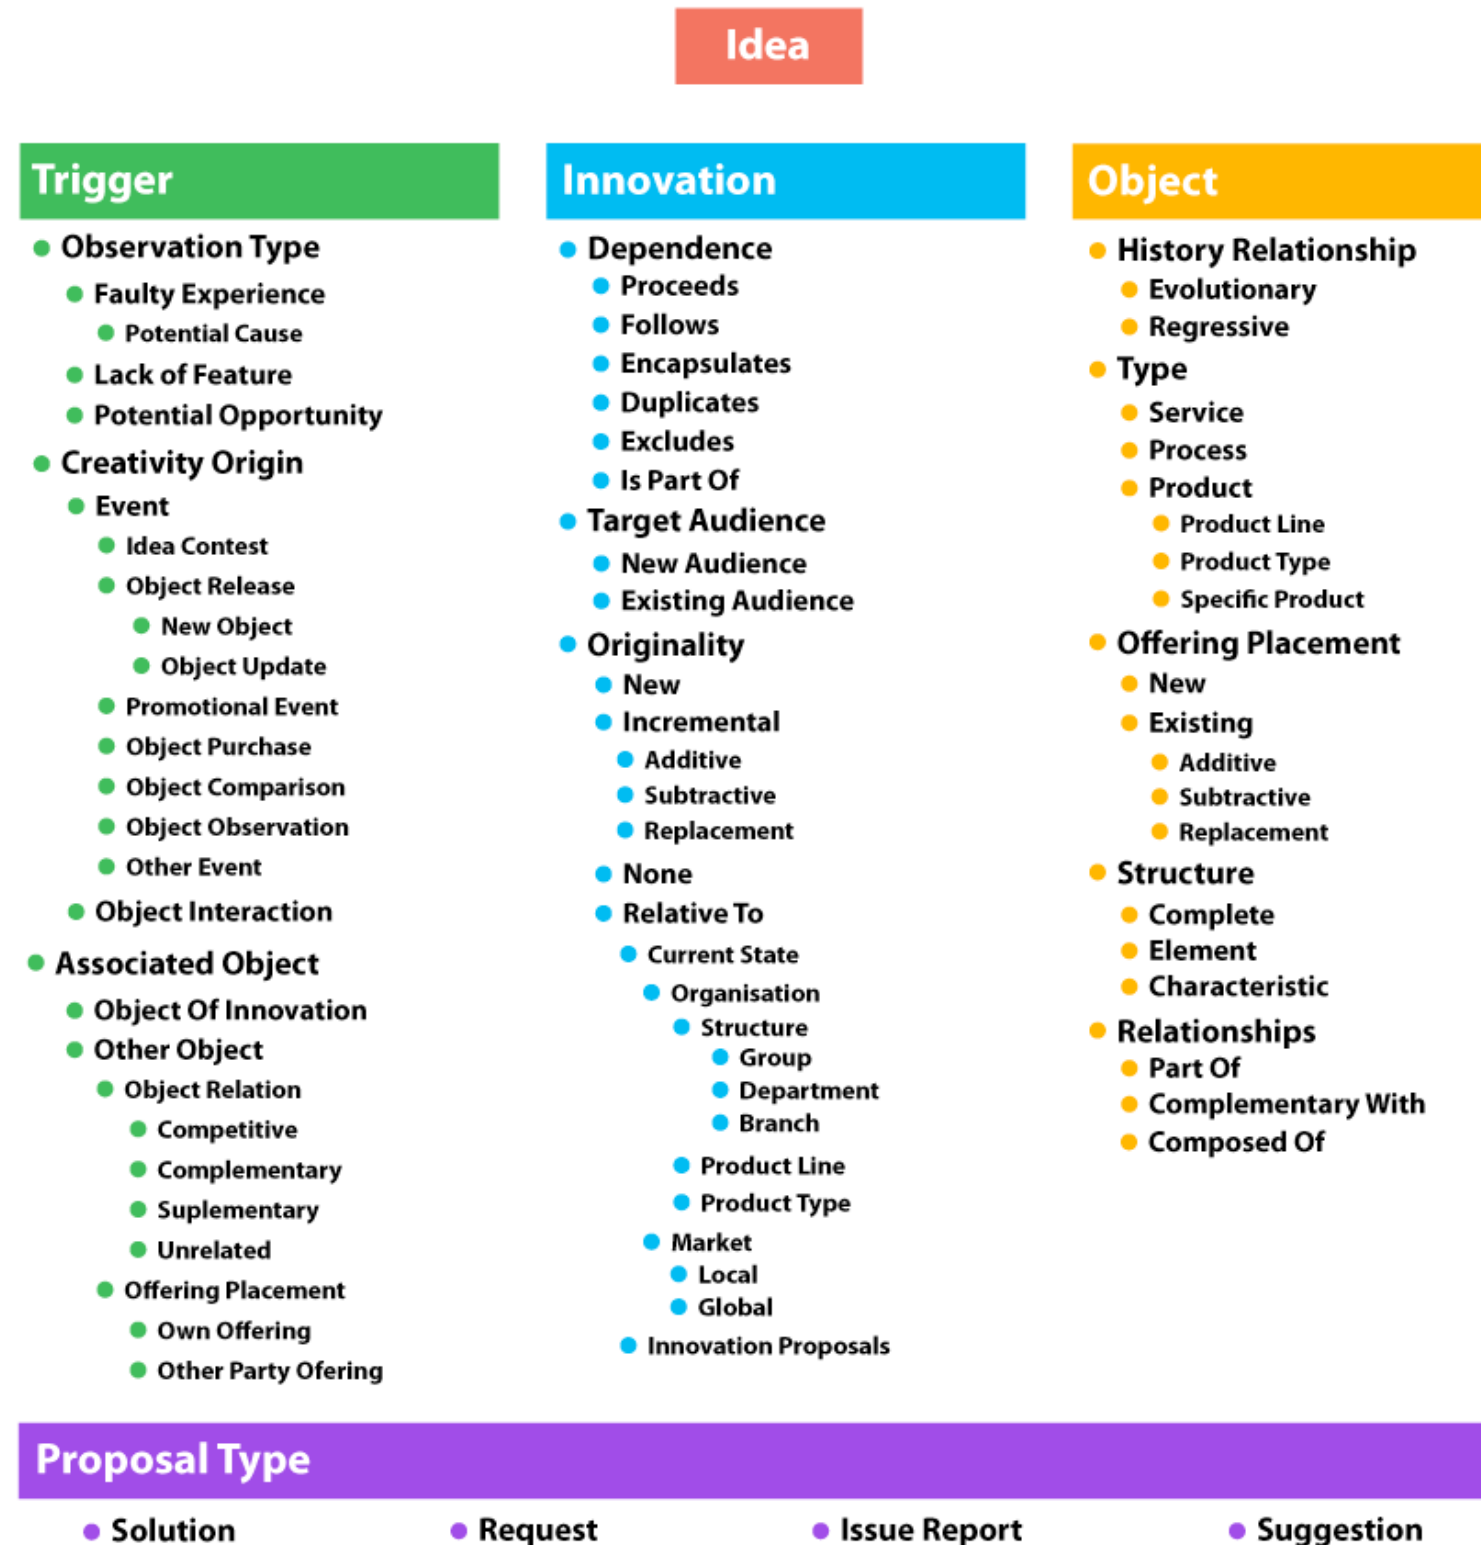 Idea
Trigger
Observation Type
Faulty Experience
Potential Cause
Lack of Feature
Potential Opportunity
Creativity Origin
Event
Idea Contest
Object Release
New Object
Object Update
Promotional Event
Object Purchase
Object Comparison
Object Observation
Other Event
Object Interaction
Associated Object
Object Of Innovation
Other Object
Object Relation
Competitive
Complementary
Suplementary
Unrelated
Offering Placement
Own Offering
Other Party Ofering
Innovation
Dependence
Proceeds
Follows
Encapsulates
Duplicates
Excludes
Is Part Of
Target Audience
New Audience
Existing Audience
Originality
New
Incremental
Additive
Subtractive
Replacement
None
Relative To
Current State
Organisation
Structure
Group
Department
Branch
Product Line
Product Type
Market
Local
Global
Innovation Proposals
Object
History Relationship
Evolutionary
Regressive
Type
Service
Process
Product
Product Line
Product Type
Specific Product
Offering Placement
New
Existing
Additive
Subtractive
Replacement
Structure
Complete
Element
Characteristic
Relationships
Part Of
Complementary With
Composed Of
Proposal Type
Solution
Request
Issue Report
Suggestion